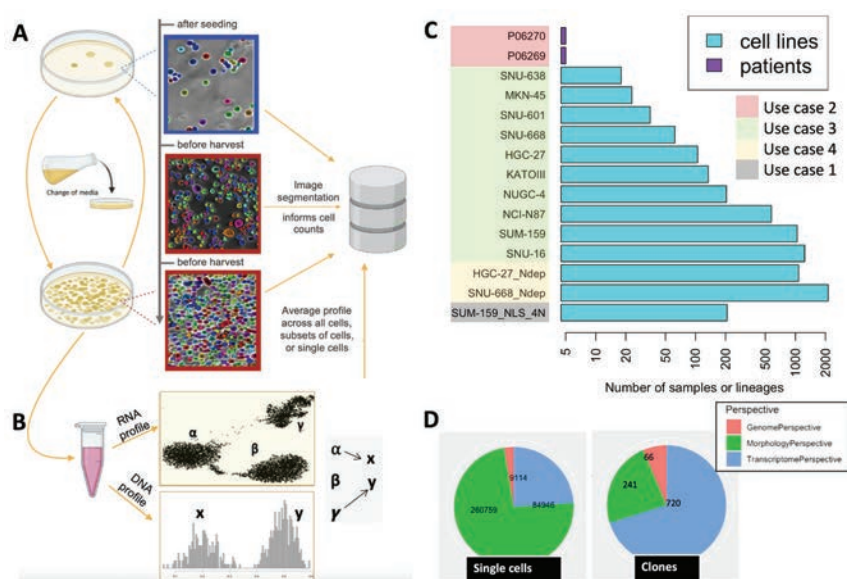 A
after seeding
before harvest
Change of media
Image
segmentation
informs cell
counts
before harvest
Average profile
across all cells,
subsets of cells,
or single cells
B
RNA
profile
DNA
profile
α
β
γ
x
y
α
β
γ
x
y
C
P06270
P06269
SNU-638
MKN-45
SNU-601
SNU-668
HGC-27
KATOIII
NUGC-4
NCI-N87
SUM-159
SNU-16
HGC-27_Ndep
SNU-668_Ndep
SUM-159_NLS_4N
cell lines
patients
Use case 2
Use case 3
Use case 4
Use case 1
5
10
20
50
100
200
500
1000
2000
Number of samples or lineages
D
Perspective
GenomePerspective
MorphologyPerspective
TranscriptomePerspective
9114
260759
84946
Single cells
66
241
720
Clones